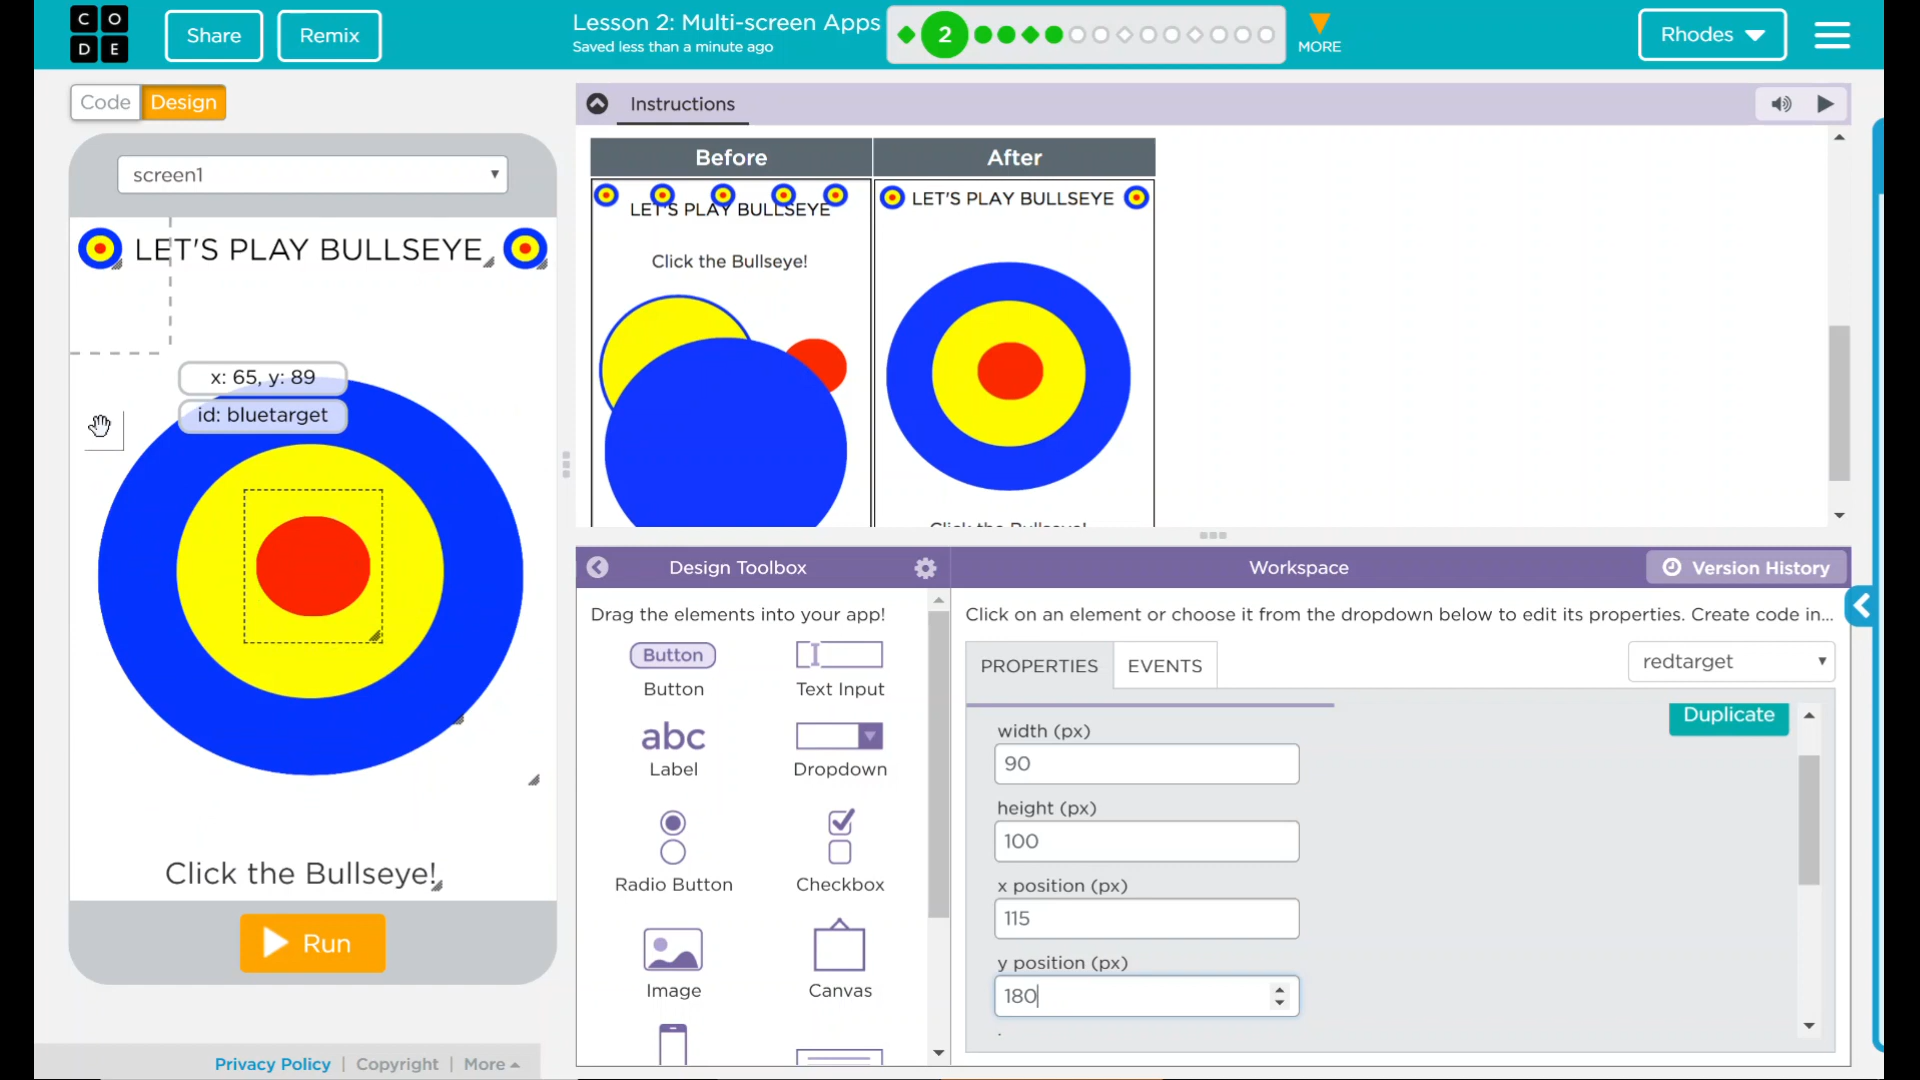 C O
D E
Share
Remix
Lesson 2: Multi-screen Apps
Saved less than a minute ago
2
MORE
Rhodes
Code
Design
Instructions
screen1
Before
After
LET'S PLAY BULLSEYE
LET'S PLAY BULLSEYE
LET'S PLAY BULLSEYE
Click the Bullseye!
x: 65, y: 89
id: bluetarget
Click the Bullseye!
Click the Bullseye!
Run
Design Toolbox
Workspace
Version History
Drag the elements into your app!
Click on an element or choose it from the dropdown below to edit its properties. Create code in...
Button
Button
Text Input
abc
Label
Dropdown
Radio Button
Checkbox
Image
Canvas
PROPERTIES
EVENTS
redtarget
Duplicate
width (px)
90
height (px)
100
x position (px)
115
y position (px)
180
Privacy Policy | Copyright | More